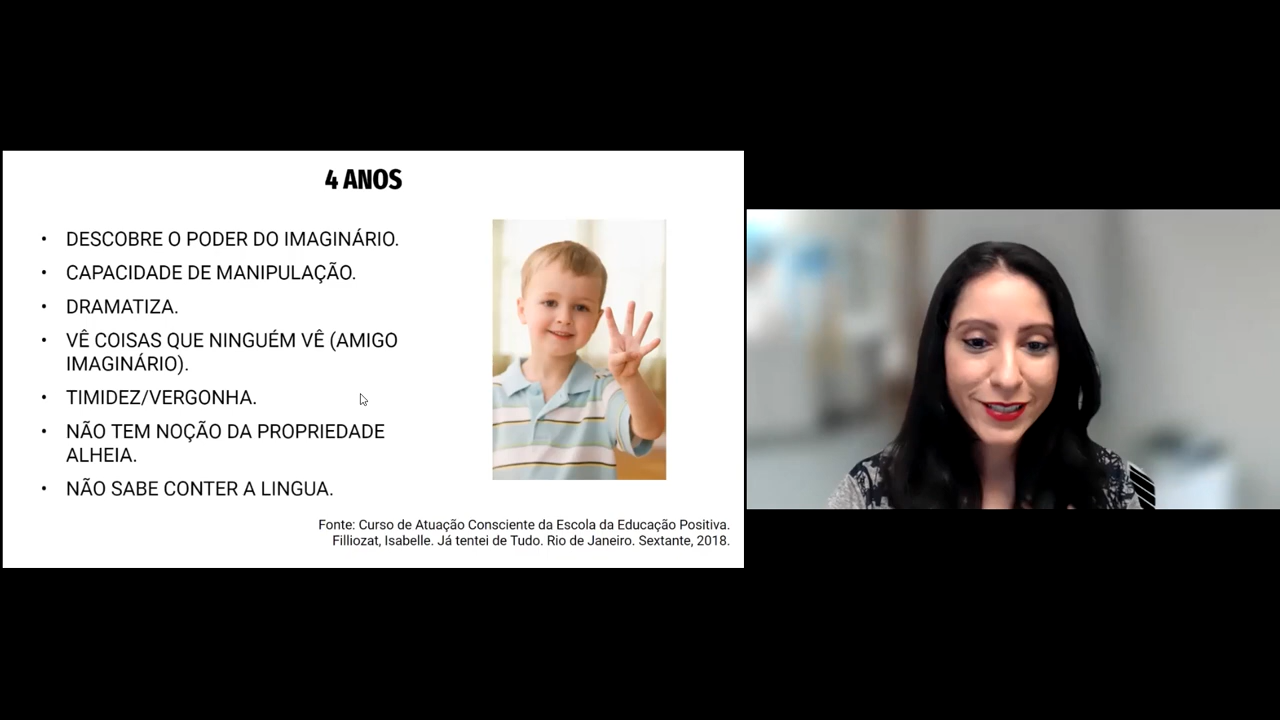 4 ANOS
• DESCOBRE O PODER DO IMAGINÁRIO.
• CAPACIDADE DE MANIPULAÇÃO.
• DRAMATIZA.
• VÊ COISAS QUE NINGUÉM VÊ (AMIGO
IMAGINÁRIO).
• TIMIDEZ/VERGONHA.
• NÃO TEM NOÇÃO DA PROPRIEDADE
ALHEIA.
• NÃO SABE CONTER A LINGUA.
Fonte: Curso de Atuação Consciente da Escola da Educação Positiva.
Filliozat, Isabelle. Já tentei de Tudo. Rio de Janeiro. Sextante, 2018.